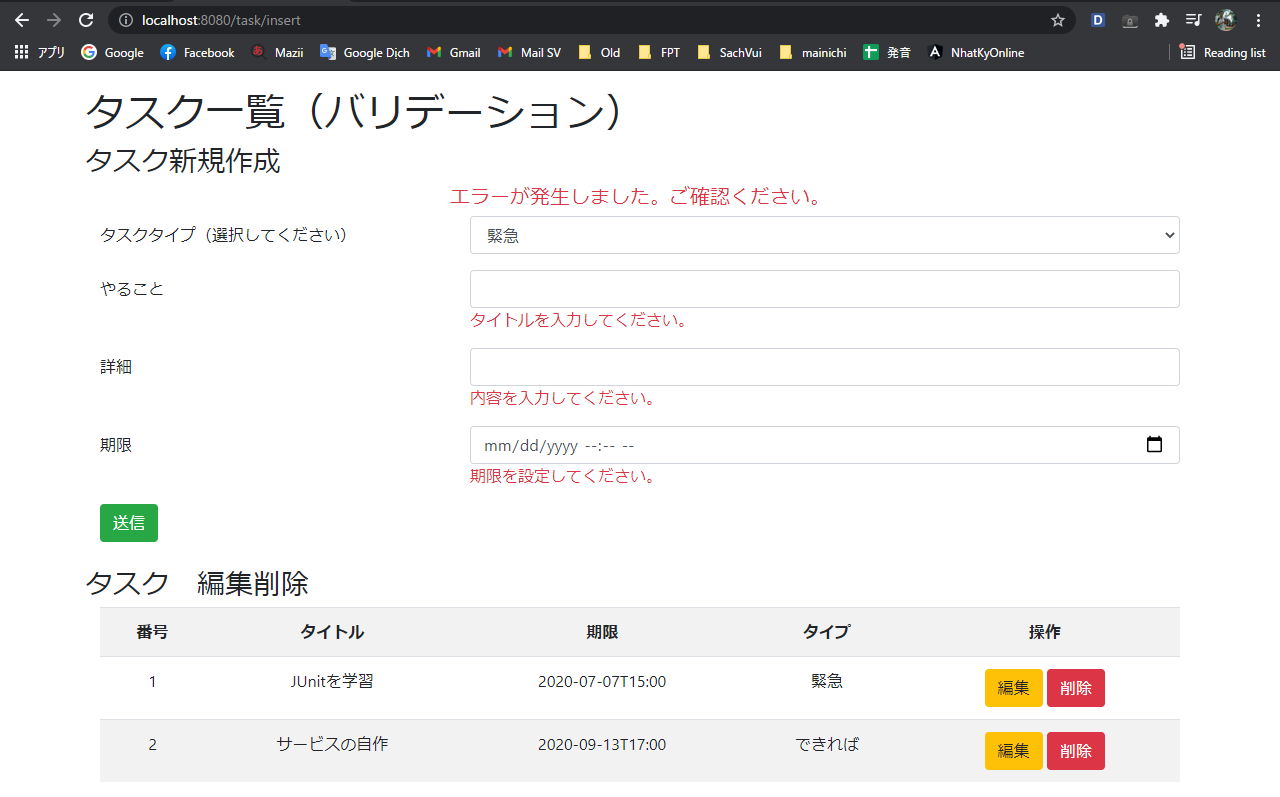 localhost:8080/task/insert
アプリ Google Facebook Mazii Google Dịch Gmail Mail SV Old FPT SachVui mainichi 発音 NhatKyOnline Reading list
タスク一覧（バリデーション）
タスク新規作成
エラーが発生しました。ご確認ください。
タスクタイプ（選択してください） 緊急
やること
タイトルを入力してください。
詳細
内容を入力してください。
期限 mm/dd/yyyy --:-- --
期限を設定してください。
送信
タスク　編集削除
番号 タイトル 期限 タイプ 操作
1 JUnitを学習 2020-07-07T15:00 緊急 編集 削除
2 サービスの自作 2020-09-13T17:00 できれば 編集 削除